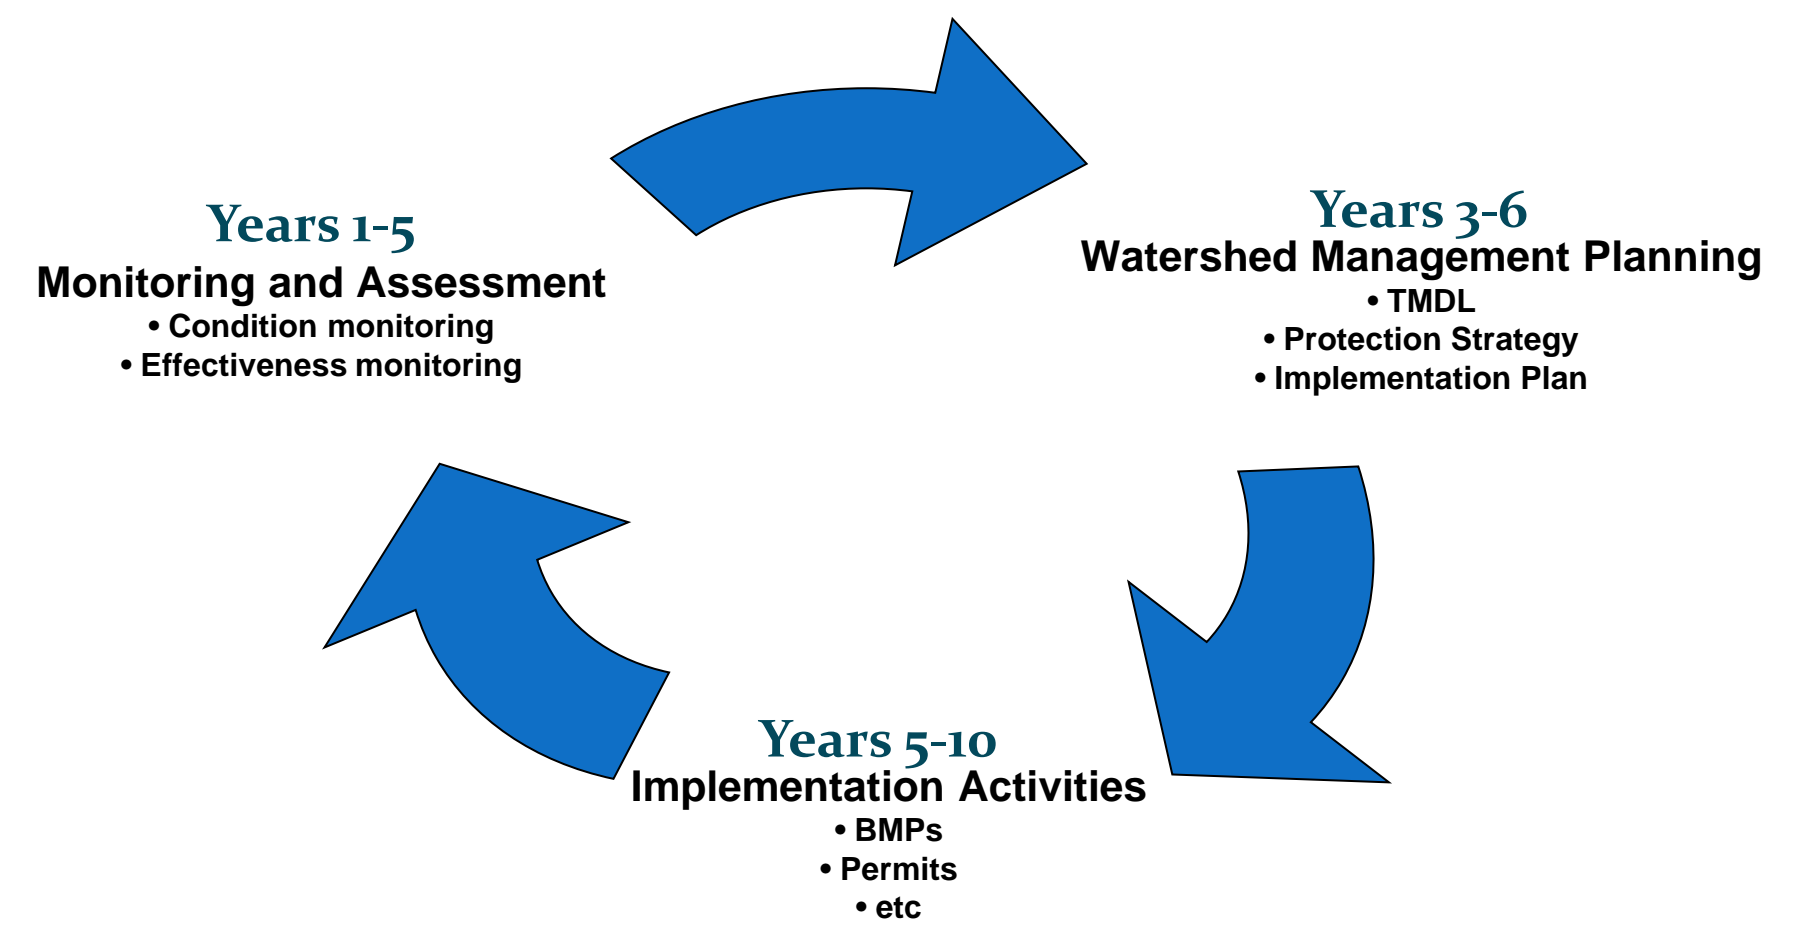 Years 1-5
Monitoring and Assessment
• Condition monitoring
• Effectiveness monitoring
Years 3-6
Watershed Management Planning
• TMDL
• Protection Strategy
• Implementation Plan
Years 5-10
Implementation Activities
• BMPs
• Permits
• etc